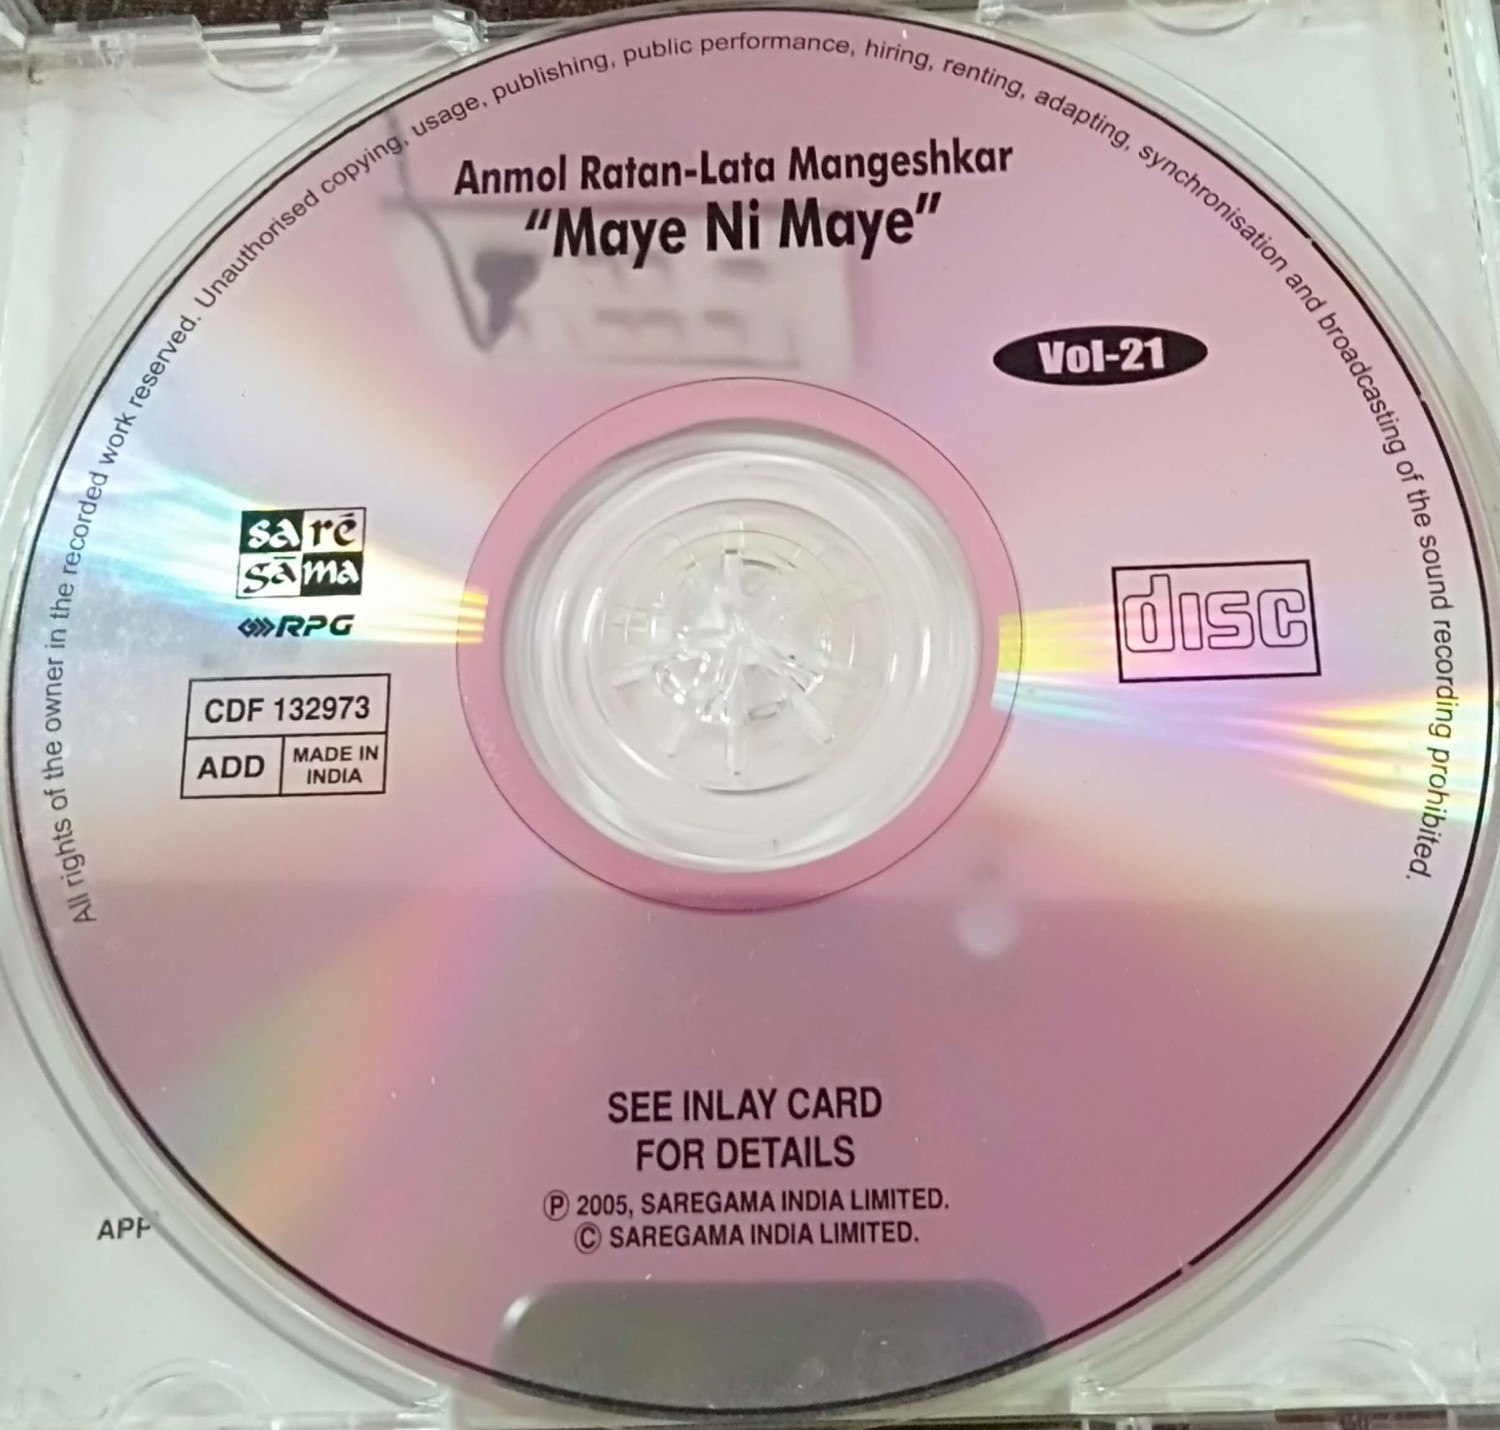 All rights of the owner in the recorded work reserved. Unauthorised copying, usage, publishing, public performance, hiring, renting, adapting, synchronisation and broadcasting of the sound recording prohibited.
Anmol Ratan-Lata Mangeshkar
"Maye Ni Maye"
Vol-21
sa rē
gā ma
RPG
disc
CDF 132973
ADD
MADE IN
INDIA
SEE INLAY CARD
FOR DETAILS
Ⓟ 2005, SAREGAMA INDIA LIMITED.
© SAREGAMA INDIA LIMITED.